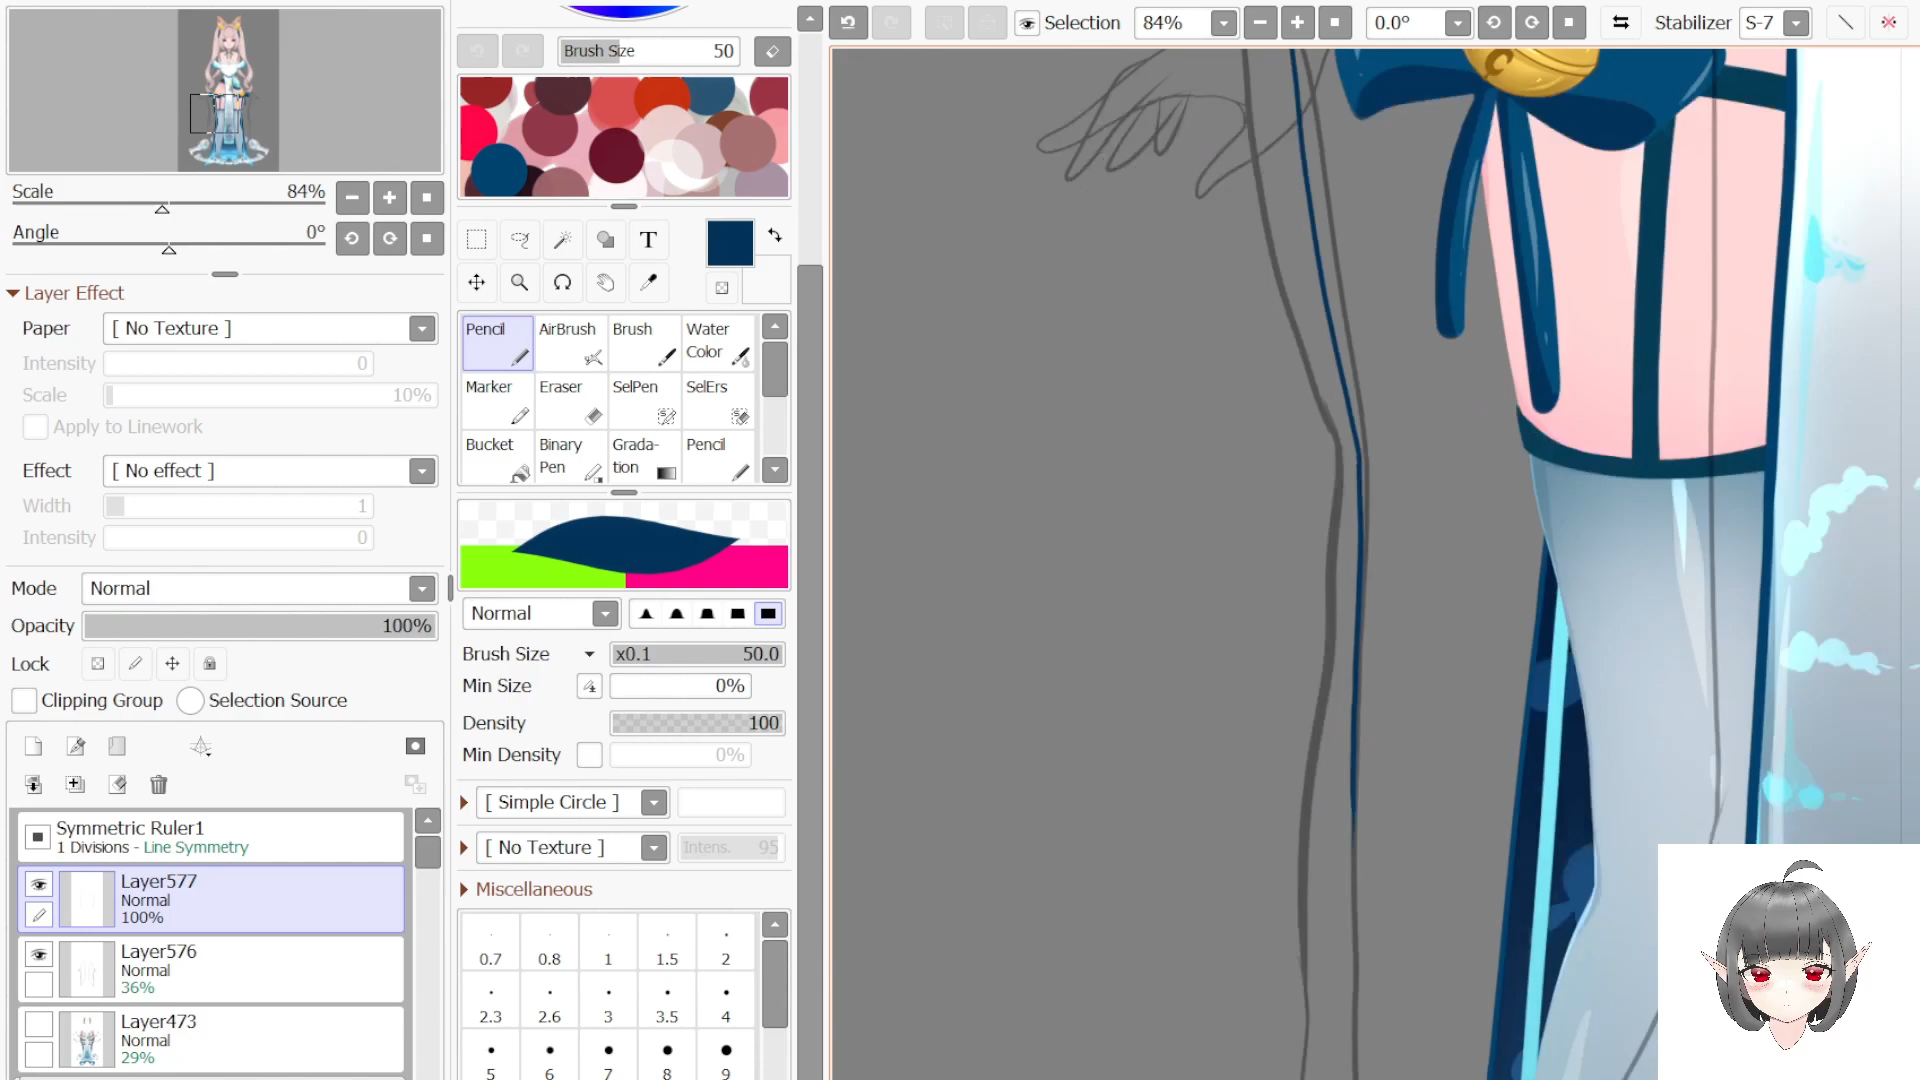 Brush Size 50
Selection 84% 0.0° Stabilizer S-7
Scale 84%
Angle 0°
Layer Effect
Paper [ No Texture ]
Intensity 0
Scale 10%
Apply to Linework
Effect [ No effect ]
Width 1
Intensity 0
Mode Normal
Opacity 100%
Lock
Clipping Group Selection Source
Symmetric Ruler1
1 Divisions - Line Symmetry
Layer577
Normal
100%
Layer576
Normal
36%
Layer473
Normal
29%
T
Pencil AirBrush Brush Water Color
Marker Eraser SelPen SelErs
Bucket Binary Pen Grada-tion Pencil
Normal
Brush Size x0.1 50.0
Min Size 0%
Density 100
Min Density 0%
[ Simple Circle ]
[ No Texture ] Intens. 95
Miscellaneous
0.7 0.8 1 1.5 2
2.3 2.6 3 3.5 4
5 6 7 8 9